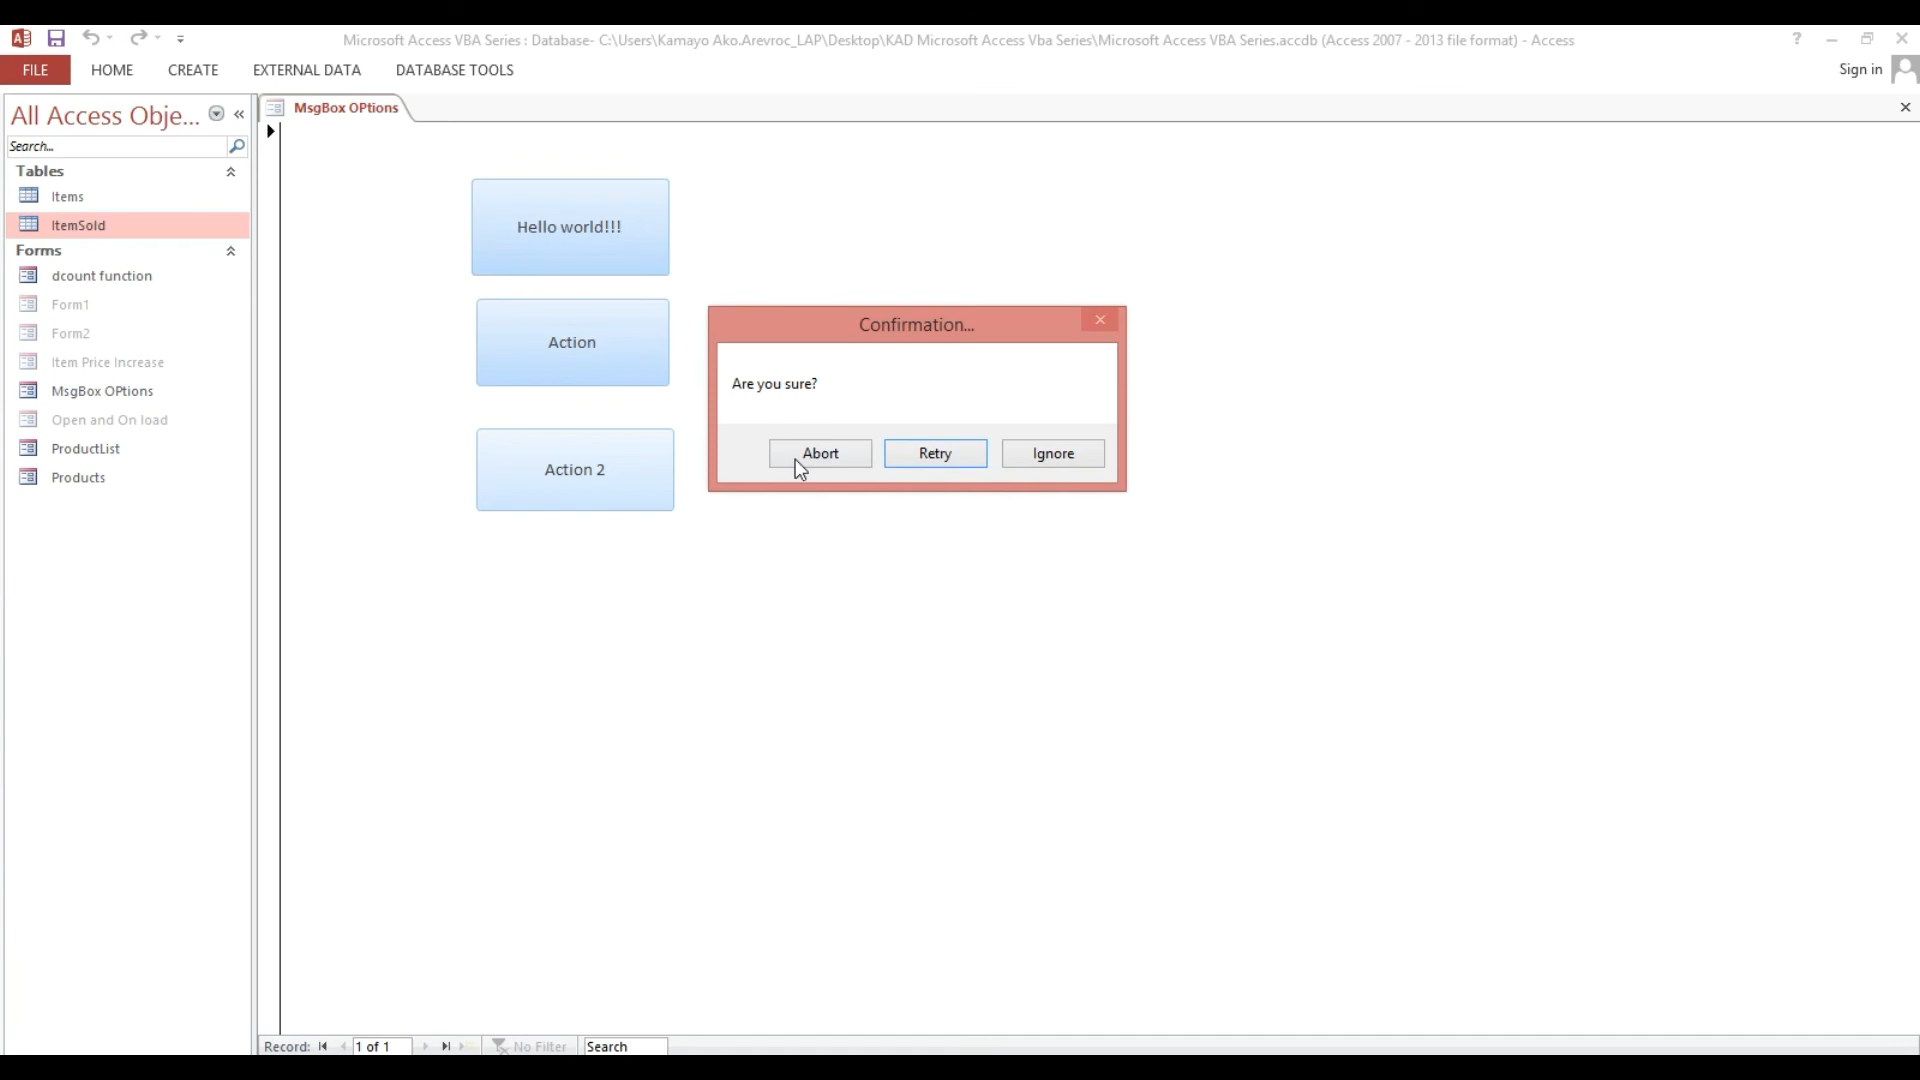 Microsoft Access VBA Series : Database- C:\Users\Kamayo Ako.Arevroc_LAP\Desktop\KAD Microsoft Access Vba Series\Microsoft Access VBA Series.accdb (Access 2007 - 2013 file format) - Access
FILE HOME CREATE EXTERNAL DATA DATABASE TOOLS Sign in
All Access Obje...
MsgBox OPtions
Search...
Tables
Items
ItemSold
Forms
dcount function
Form1
Form2
Item Price Increase
MsgBox OPtions
Open and On load
ProductList
Products
Hello world!!!
Action
Action 2
Confirmation...
Are you sure?
Abort Retry Ignore
Record: 1 of 1 No Filter Search